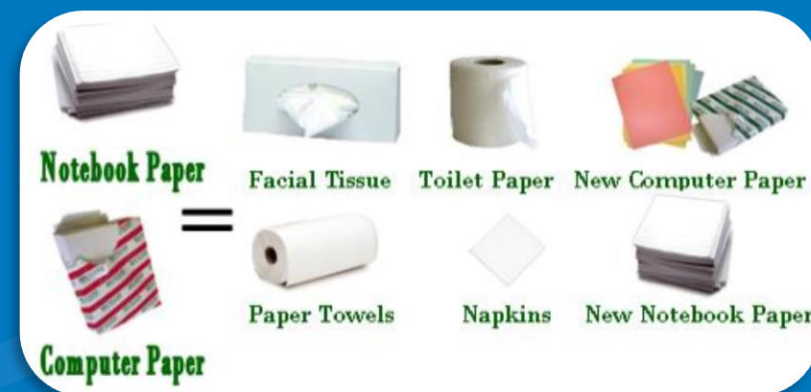 Notebook Paper
Facial Tissue Toilet Paper New Computer Paper
=
Paper Towels Napkins New Notebook Paper
Computer Paper